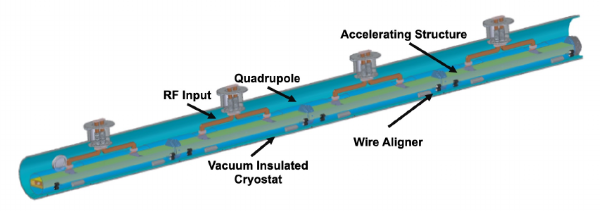 Accelerating Structure
Quadrupole
RF Input
Wire Aligner
Vacuum Insulated
Cryostat